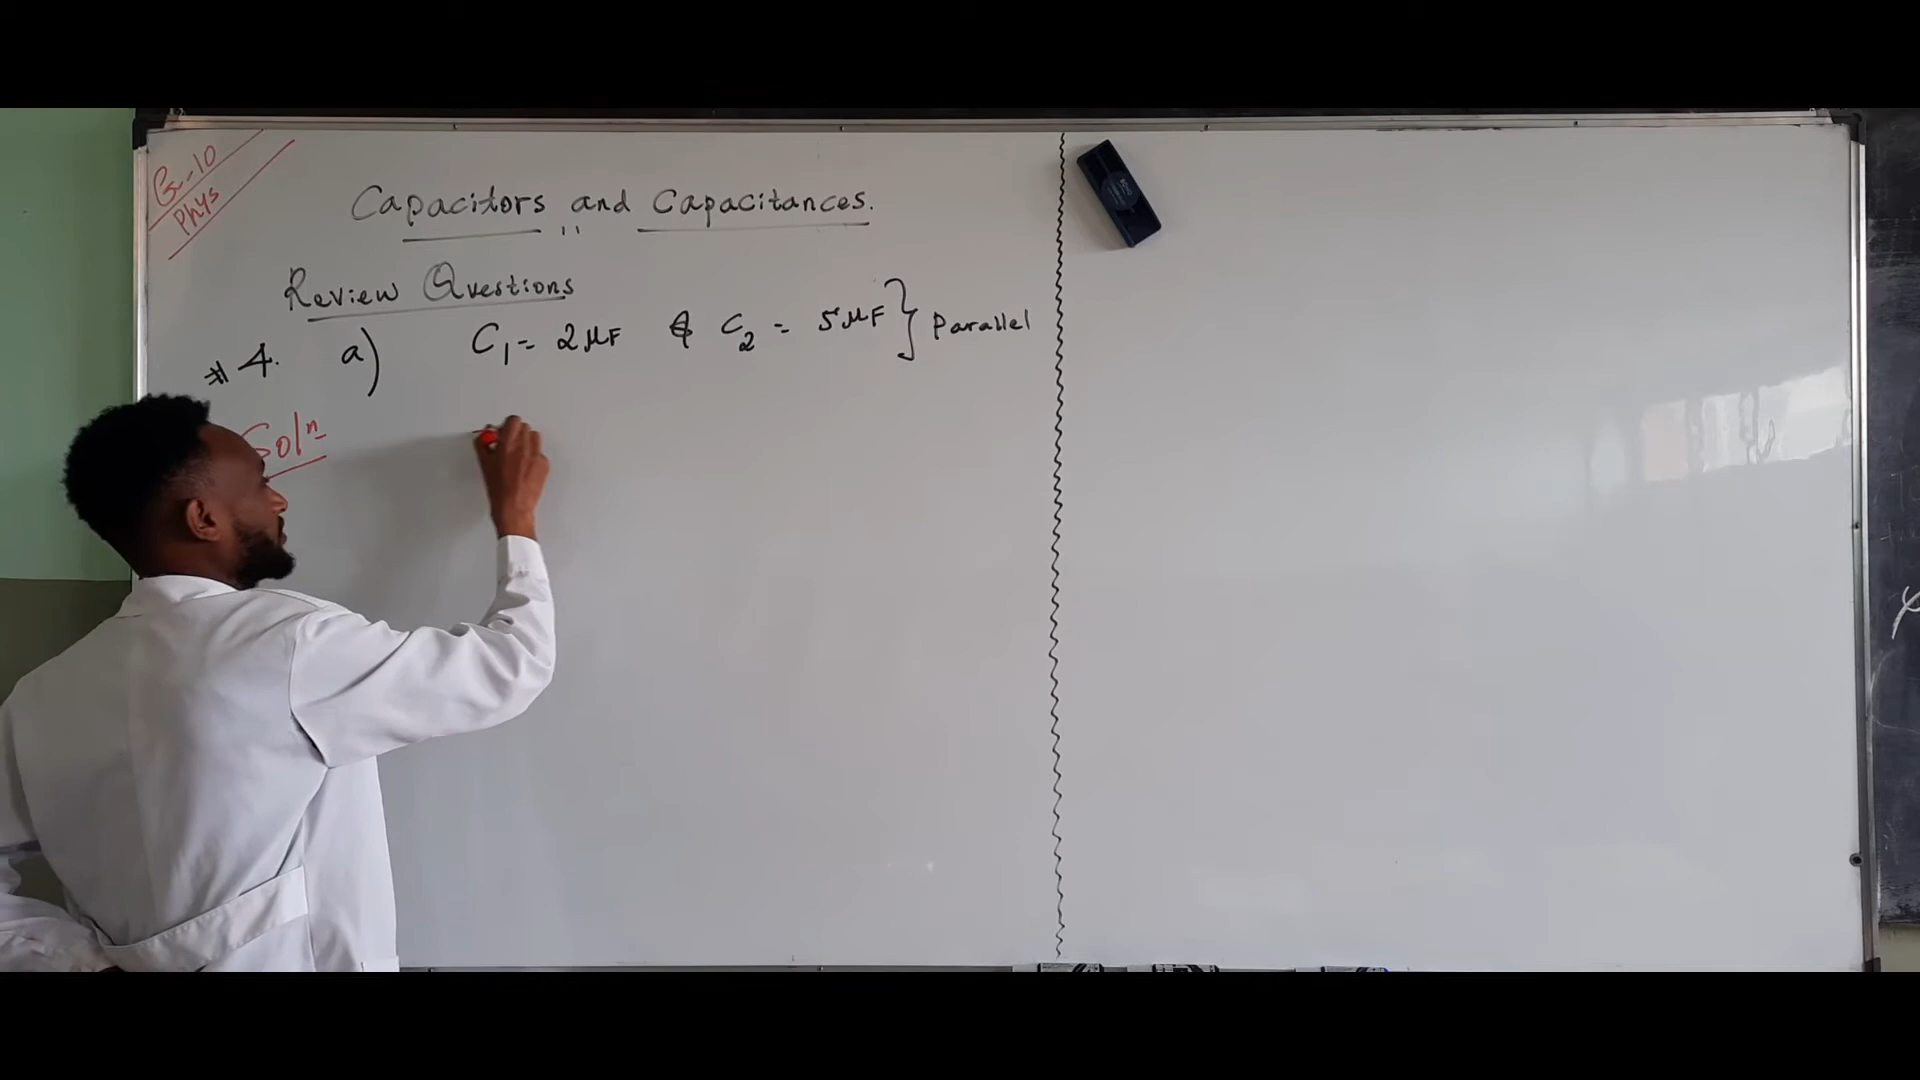 G-10
Phys
Capacitors and Capacitances.
Review Questions
#4. a) C₁ = 2μF & C₂ = 5μF } Parallel
Solⁿ